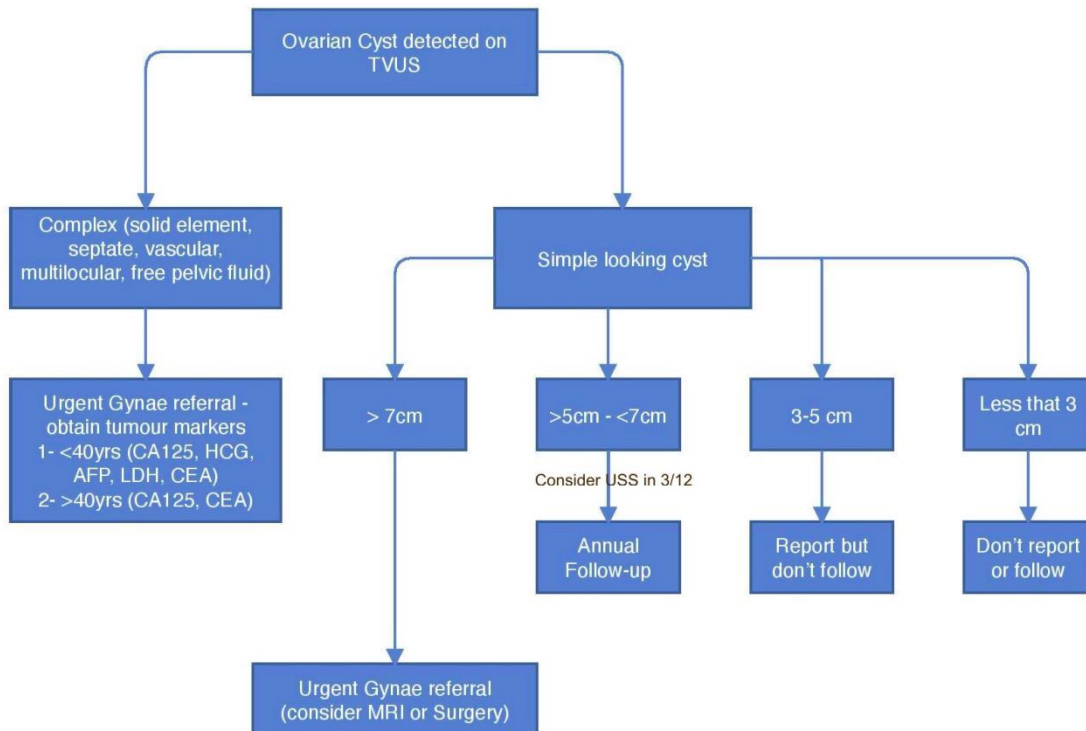 Ovarian Cyst detected on
TVUS
Complex (solid element,
septate, vascular,
multilocular, free pelvic fluid)
Simple looking cyst
Urgent Gynae referral -
obtain tumour markers
1- <40yrs (CA125, HCG,
AFP, LDH, CEA)
2- >40yrs (CA125, CEA)
> 7cm
>5cm - <7cm
3-5 cm
Less that 3
cm
Consider USS in 3/12
Annual
Follow-up
Report but
don't follow
Don't report
or follow
Urgent Gynae referral
(consider MRI or Surgery)